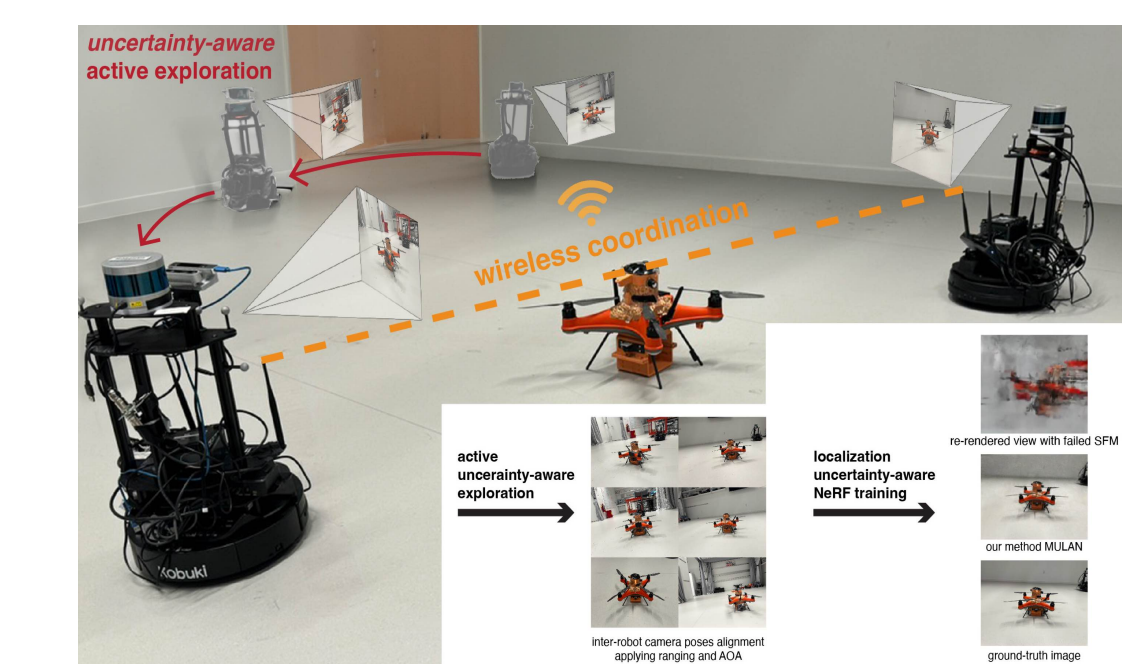 uncertainty-aware
active exploration
wireless coordination
Kobuki
active
uncerainty-aware
exploration
localization
uncertainty-aware
NeRF training
re-rendered view with failed SFM
our method MULAN
ground-truth image
inter-robot camera poses alignment
applying ranging and AOA